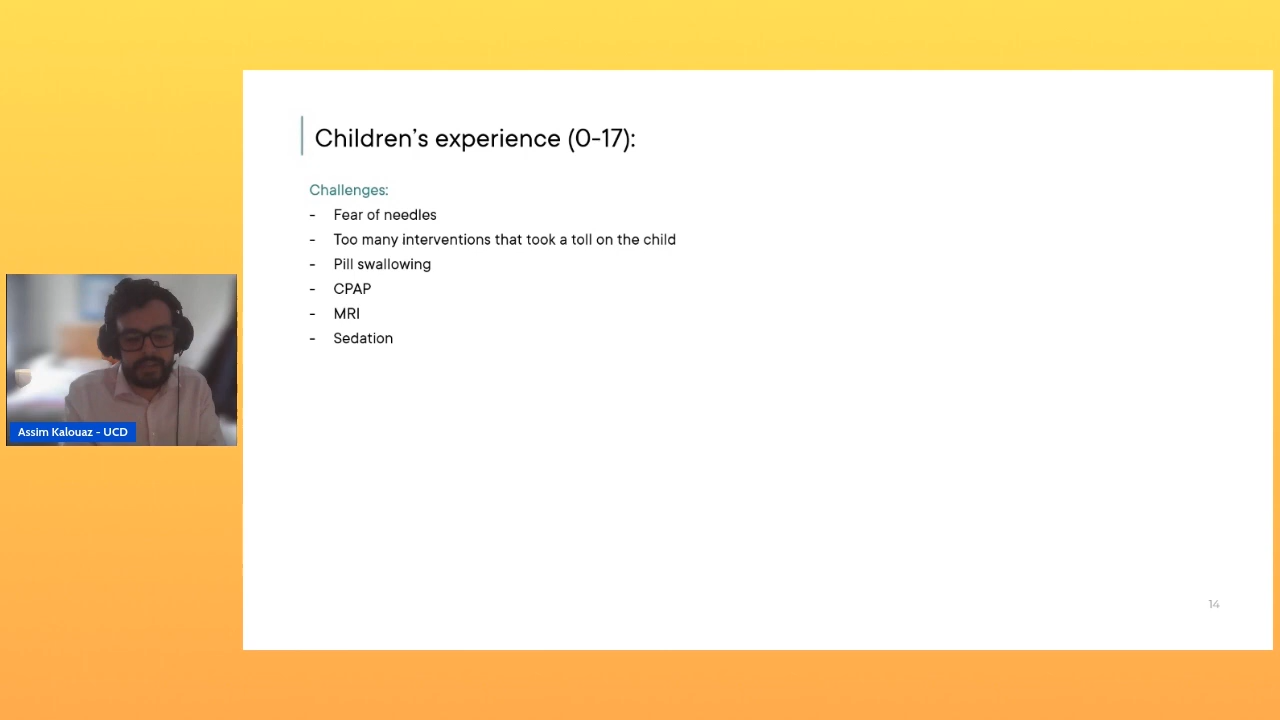 Children's experience (0-17):
Challenges:
- Fear of needles
- Too many interventions that took a toll on the child
- Pill swallowing
- CPAP
- MRI
- Sedation
Assim Kalouaz - UCD
14